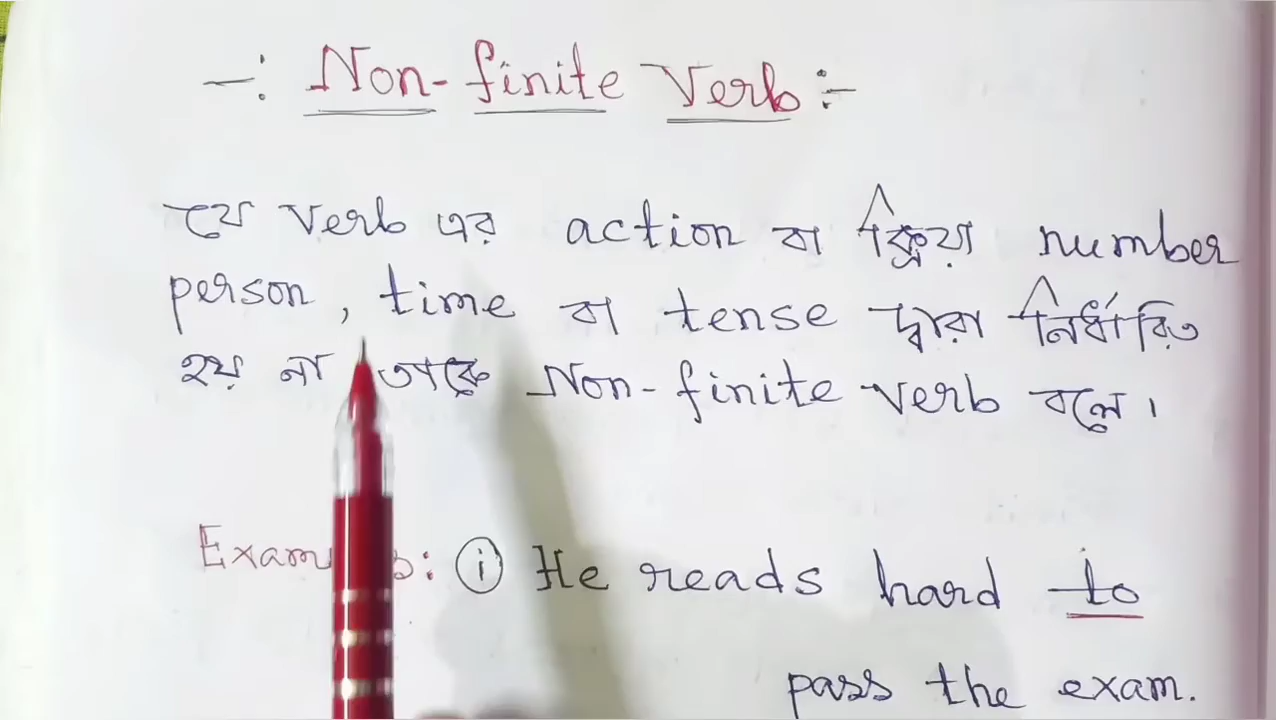 -: Non-finite Verb :-
যে verb এর action বা ক্রিয়া number
person, time বা tense দ্বারা নির্ধারিত
হয় না তাকে Non-finite verb বলে।
① He reads hard to
pass the exam.